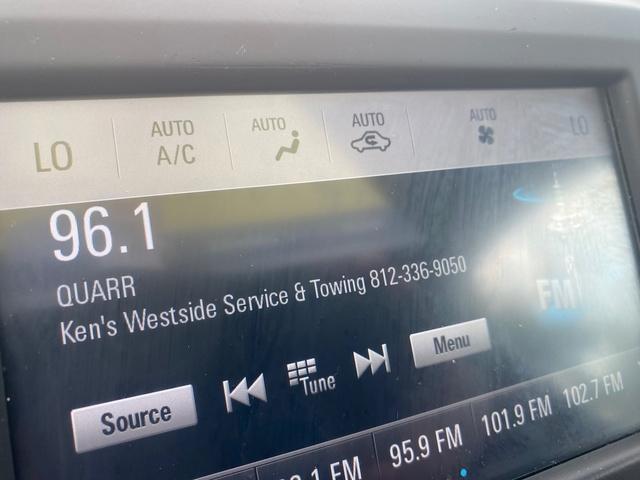 LO
AUTO
A/C
AUTO
AUTO
AUTO
LO
96.1
QUARR
Ken's Westside Service & Towing 812-336-9050
FM
Source
Tune
Menu
95.9 FM
101.9 FM
102.7 FM